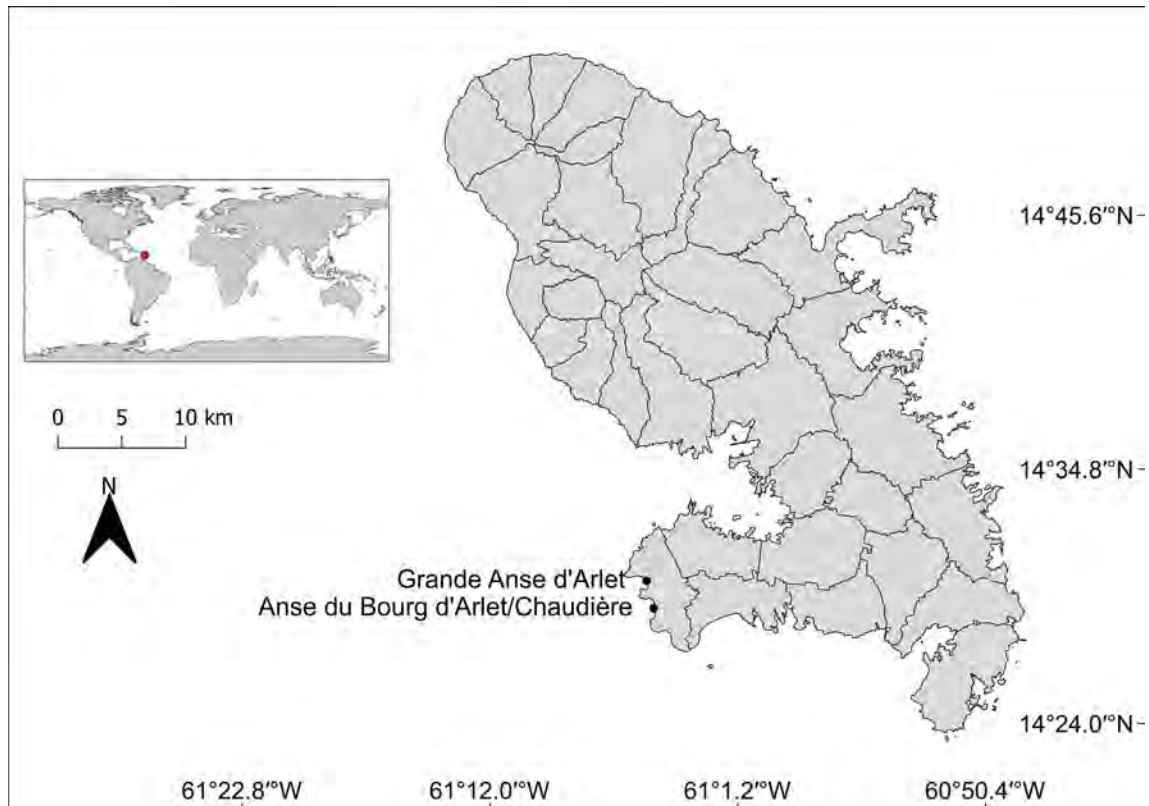 14°45.6'"N
0 5 10 km
14°34.8'"N
N
Grande Anse d'Arlet
Anse du Bourg d'Arlet/Chaudière
14°24.0'"N
61°22.8'"W 61°12.0'"W 61°1.2'"W 60°50.4'"W